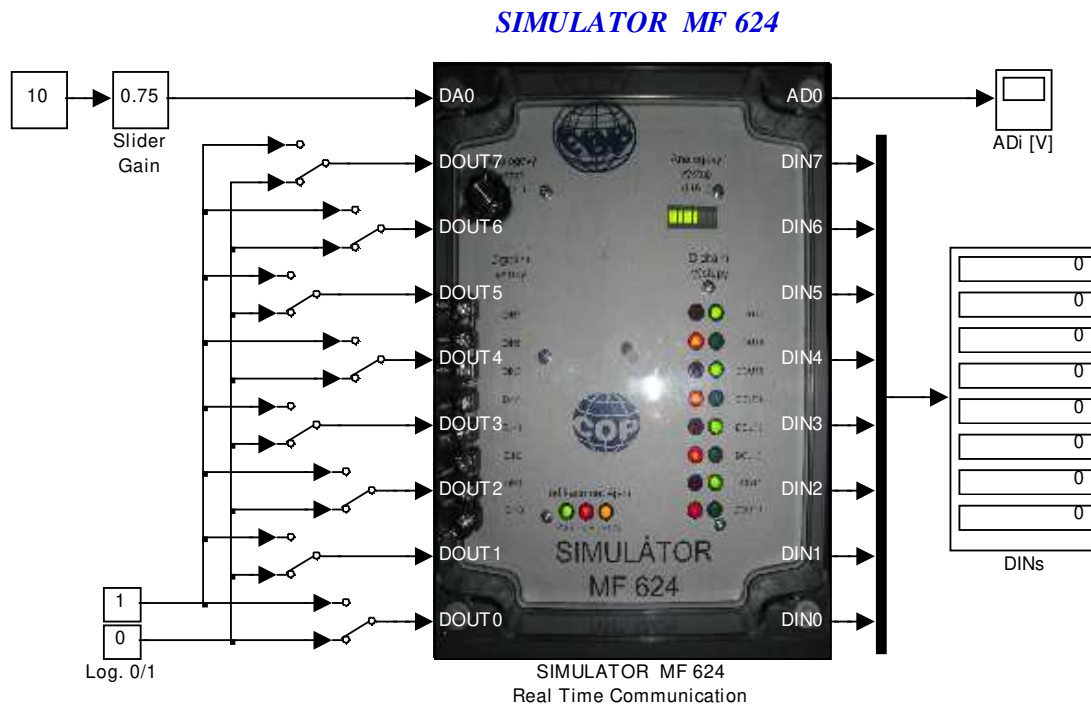 SIMULATOR MF 624
10
0.75
Slider
Gain
DA0
AD0
ADi [V]
DOUT7
DIN7
DOUT6
DIN6
DOUT5
DIN5
DOUT4
DIN4
DOUT3
DIN3
DOUT2
DIN2
DOUT1
DIN1
DOUT0
DIN0
COP
SIMULÁTOR
MF 624
0
0
0
0
0
0
0
0
DINs
1
0
Log. 0/1
SIMULATOR MF 624
Real Time Communication